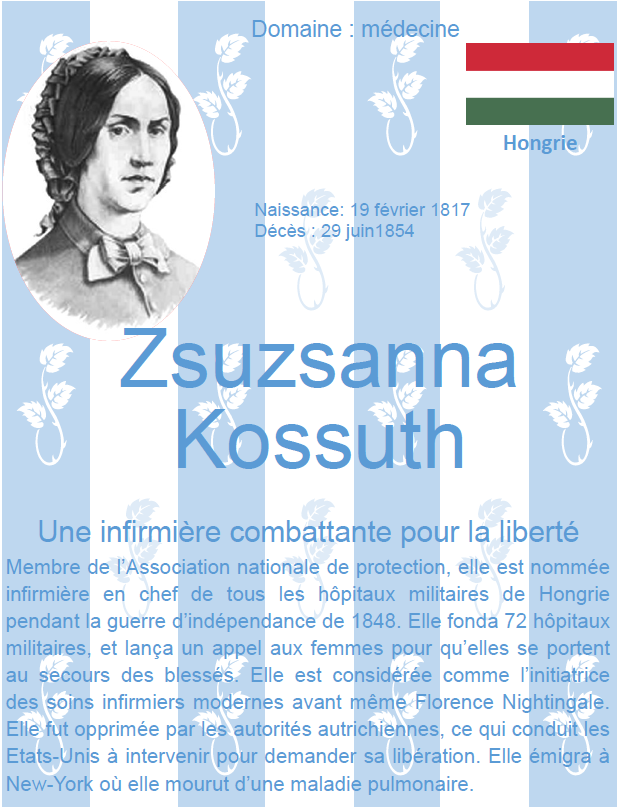 Domaine : médecine
Hongrie
Naissance: 19 février 1817
Décès : 29 juin1854
Zsuzsanna
Kossuth
Une infirmière combattante pour la liberté
Membre de l’Association nationale de protection, elle est nommée
infirmière en chef de tous les hôpitaux militaires de Hongrie
pendant la guerre d’indépendance de 1848. Elle fonda 72 hôpitaux
militaires, et lança un appel aux femmes pour qu’elles se portent
au secours des blessés. Elle est considérée comme l’initiatrice
des soins infirmiers modernes avant même Florence Nightingale.
Elle fut opprimée par les autorités autrichiennes, ce qui conduit les
Etats-Unis à intervenir pour demander sa libération. Elle émigra à
New-York où elle mourut d’une maladie pulmonaire.